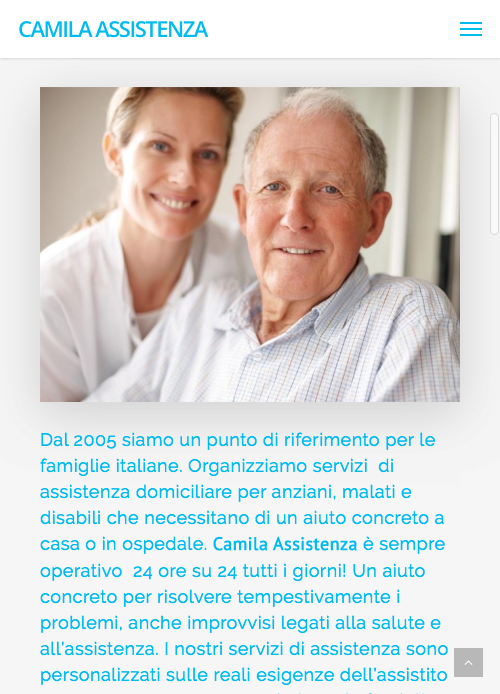 CAMILA ASSISTENZA
Dal 2005 siamo un punto di riferimento per le
famiglie italiane. Organizziamo servizi  di
assistenza domiciliare per anziani, malati e
disabili che necessitano di un aiuto concreto a
casa o in ospedale. Camila Assistenza è sempre
operativo  24 ore su 24 tutti i giorni! Un aiuto
concreto per risolvere tempestivamente i
problemi, anche improvvisi legati alla salute e
all'assistenza. I nostri servizi di assistenza sono
personalizzati sulle reali esigenze dell'assistito